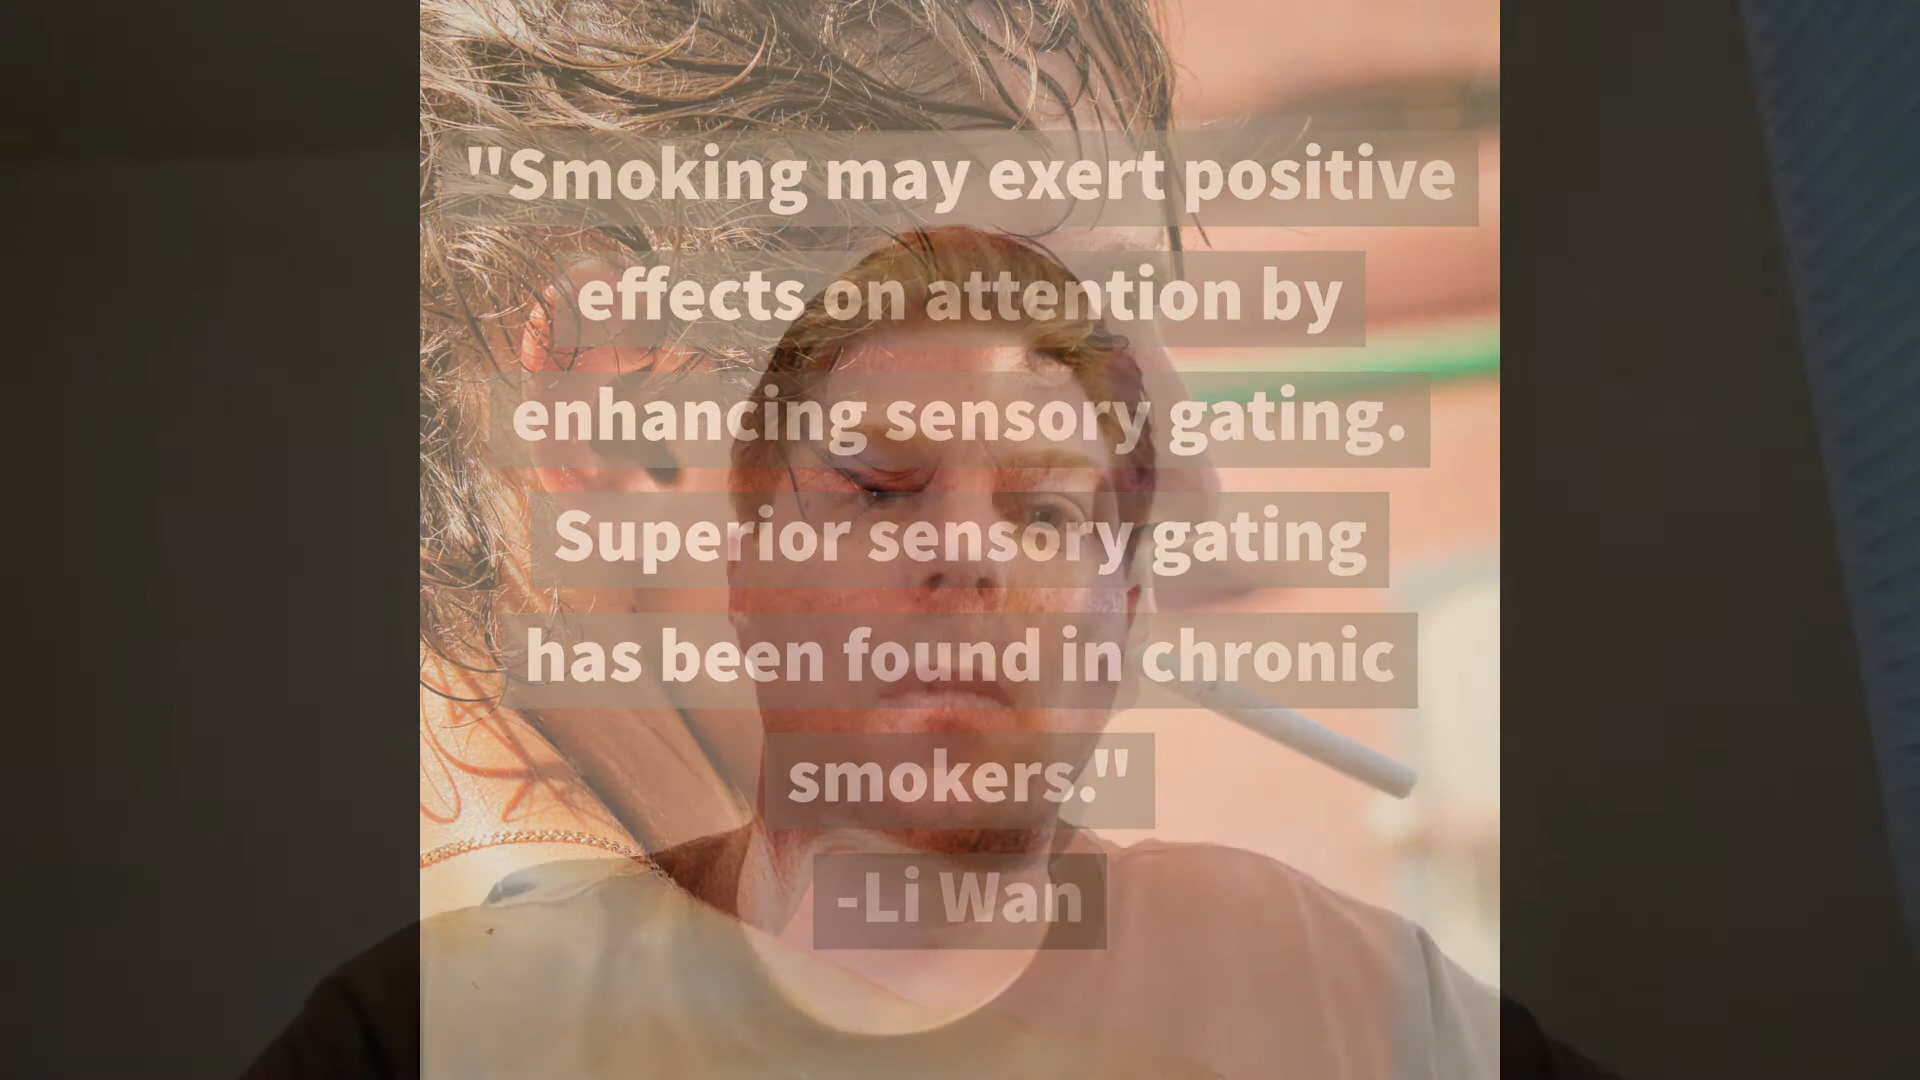 "Smoking may exert positive
effects on attention by
enhancing sensory gating.
Superior sensory gating
has been found in chronic
smokers."
-Li Wan